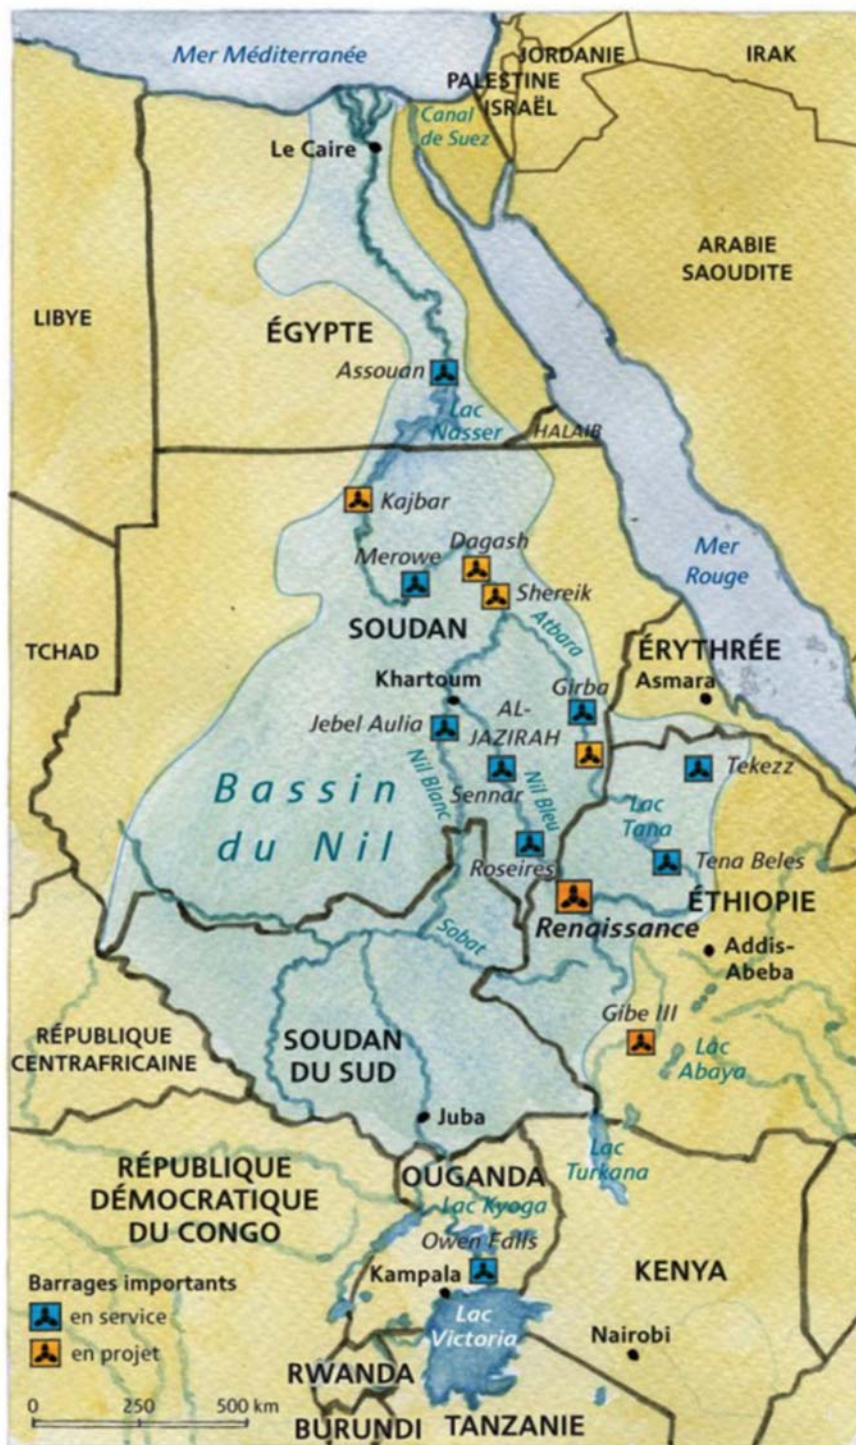 Mer Méditerranée
JORDANIE
IRAK
PALESTINE
ISRAËL
Canal
de Suez
Le Caire
ARABIE
SAOUDITE
LIBYE
ÉGYPTE
Assouan
Lac
Nasser
HALAIB
Kajbar
Mer
Rouge
Dagash
Merowe
Shereik
SOUDAN
Atbara
TCHAD
ÉRYTHRÉE
Asmara
Khartoum
Girba
AL-
JAZIRAH
Jebel Aulia
Nil Blanc
Sennar
Nil Bleu
Tekezz
Lac
Tana
Bassin
du Nil
Roseires
Tena Beles
ÉTHIOPIE
Renaissance
Sobat
Addis-
Abeba
Gibe III
RÉPUBLIQUE
CENTRAFRICAINE
SOUDAN
DU SUD
Lac
Abaya
Juba
Lac
Turkana
RÉPUBLIQUE
DÉMOCRATIQUE
DU CONGO
OUGANDA
Lac Kyoga
Owen Falls
KENYA
Kampala
Barrages importants
en service
en projet
Lac
Victoria
Nairobi
RWANDA
0 250 500 km
BURUNDI
TANZANIE